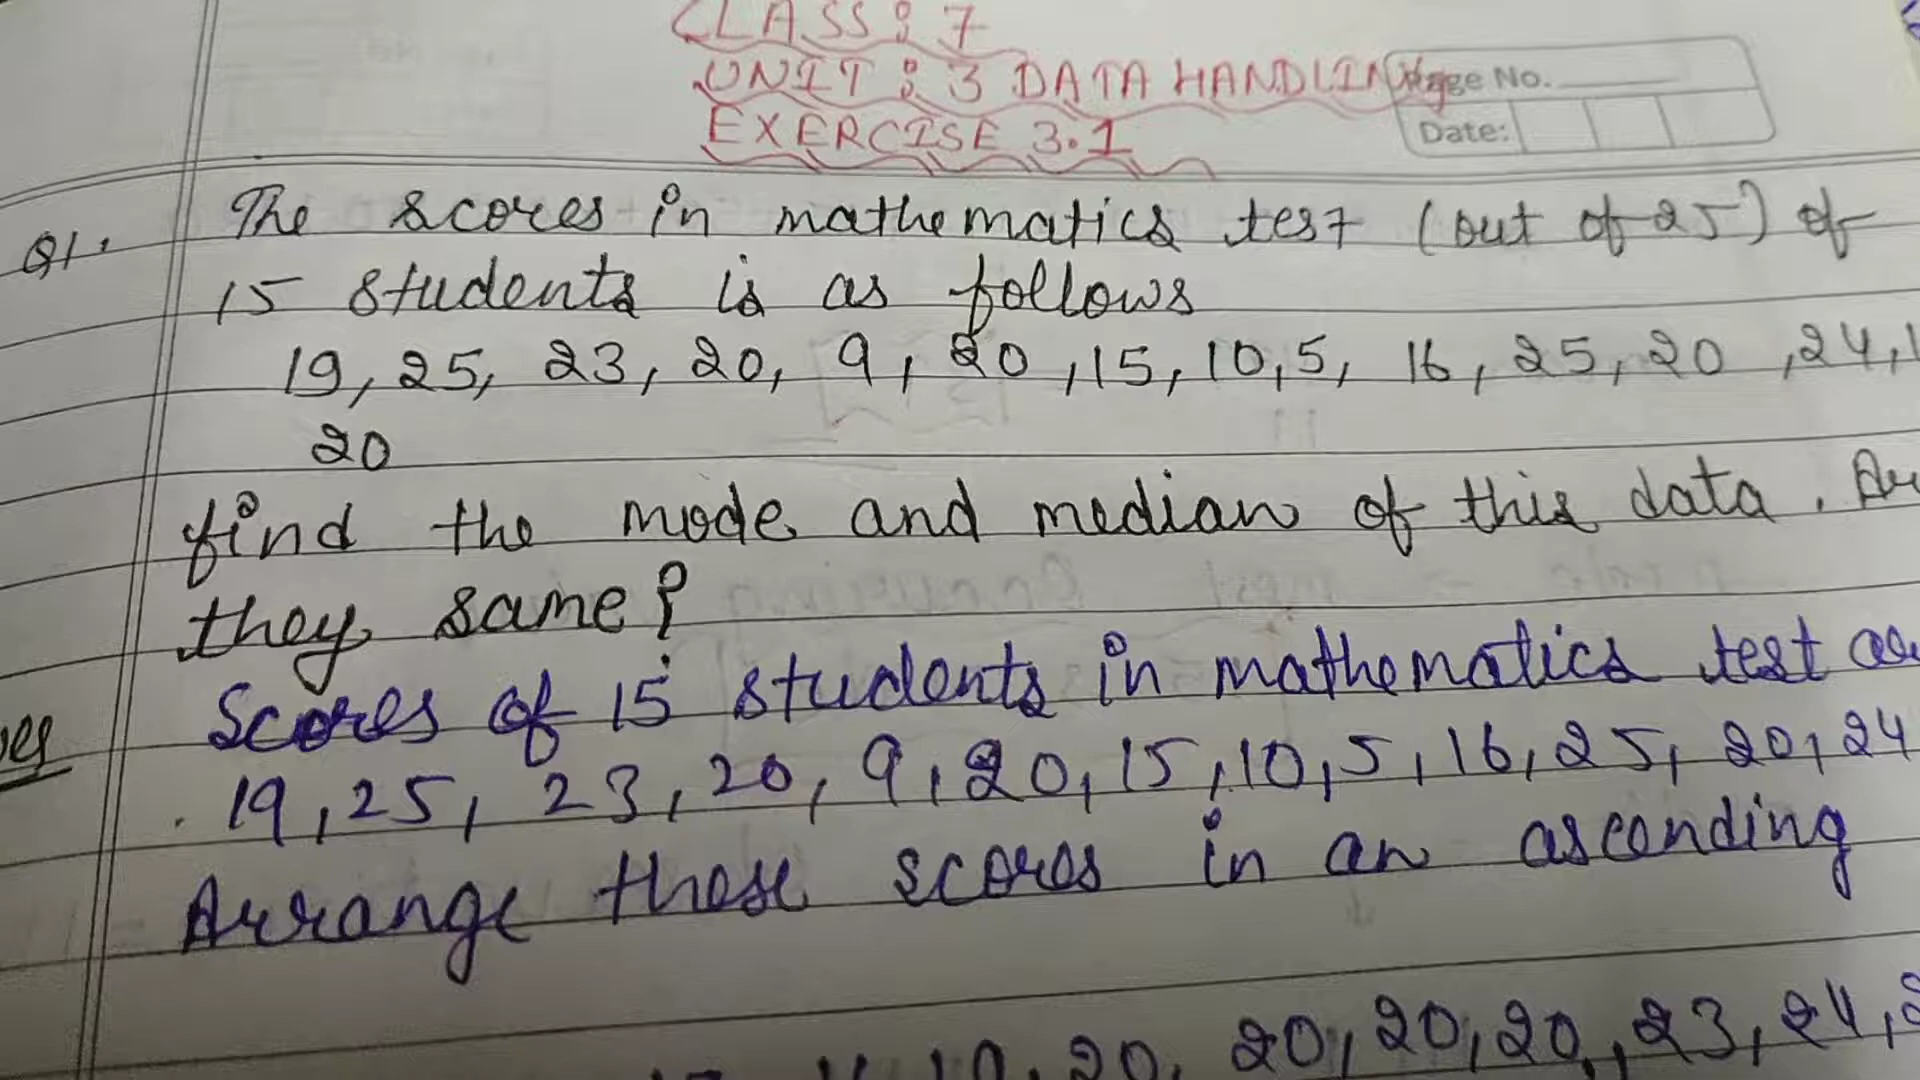 CLASS : 7
UNIT : 3 DATA HANDLING
Page No.
EXERCISE 3.1
Date:
Q1. The scores in mathematics test (out of 25) of
15 students is as follows
19, 25, 23, 20, 9, 20, 15, 10, 5, 16, 25, 20, 24, 1
20
find the mode and median of this data. Ar
they same?
Scores of 15 students in mathematics test ar
19, 25, 23, 20, 9, 20, 15, 10, 5, 16, 25, 20, 24
Arrange these scores in an ascending
20, 20, 20, 20, 23, 24,